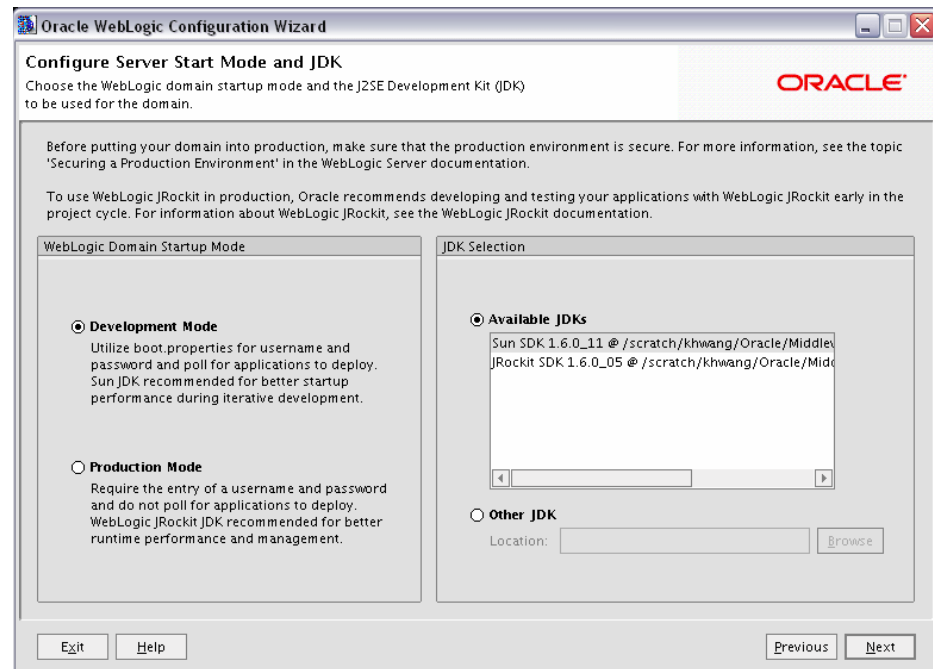 Oracle WebLogic Configuration Wizard
Configure Server Start Mode and JDK
Choose the WebLogic domain startup mode and the J2SE Development Kit (JDK)
to be used for the domain.
ORACLE
Before putting your domain into production, make sure that the production environment is secure. For more information, see the topic
'Securing a Production Environment' in the WebLogic Server documentation.
To use WebLogic JRockit in production, Oracle recommends developing and testing your applications with WebLogic JRockit early in the
project cycle. For information about WebLogic JRockit, see the WebLogic JRockit documentation.
WebLogic Domain Startup Mode
Development Mode
Utilize boot.properties for username and
password and poll for applications to deploy.
Sun JDK recommended for better startup
performance during iterative development.
Production Mode
Require the entry of a username and password
and do not poll for applications to deploy.
WebLogic JRockit JDK recommended for better
runtime performance and management.
JDK Selection
Available JDKs
Sun SDK 1.6.0_11 @ /scratch/khwang/Oracle/Middlev
JRockit SDK 1.6.0_05 @ /scratch/khwang/Oracle/Midd
Other JDK
Location:
Browse
Exit
Help
Previous
Next